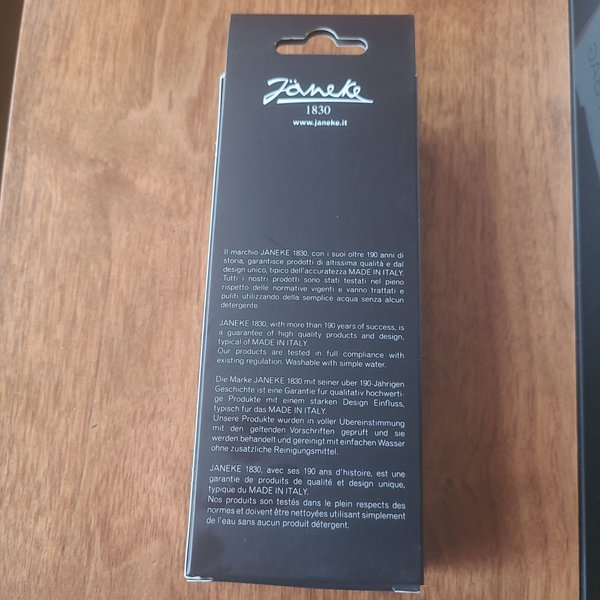 Jäneke
1830
www.janeke.it
Il marchio JANEKE 1830, con i suoi oltre 190 anni di
storia, garantisce prodotti di altissima qualità e dal
design unico, tipico dell'accuratezza MADE IN ITALY.
Tutti i nostri prodotti sono stati testati nel pieno
rispetto delle normative vigenti e vanno trattati e
puliti utilizzando della semplice acqua senza alcun
detergente.
JANEKE 1830, with more than 190 years of success, is
a guarantee of high quality products and design,
typical of MADE IN ITALY.
Our products are tested in full compliance with
existing regulation. Washable with simple water.
Die Marke JANEKE 1830 mit seiner über 190-Jährigen
Geschichte ist eine Garantie für qualitativ hochwerti-
ge Produkte mit einem starken Design Einfluss,
typisch für das MADE IN ITALY.
Unsere Produkte wurden in voller Übereinstimmung
mit den geltenden Vorschriften geprüft und sie
werden behandelt und gereinigt mit einfachen Wasser
ohne zusätzliche Reinigungsmittel.
JANEKE 1830, avec ses 190 ans d'histoire, est une
garantie de produits de qualité et design unique,
typique du MADE IN ITALY.
Nos produits son testés dans le plein respects des
normes et doivent être nettoyées utilisant simplement
de l'eau sans aucun produit détergent.